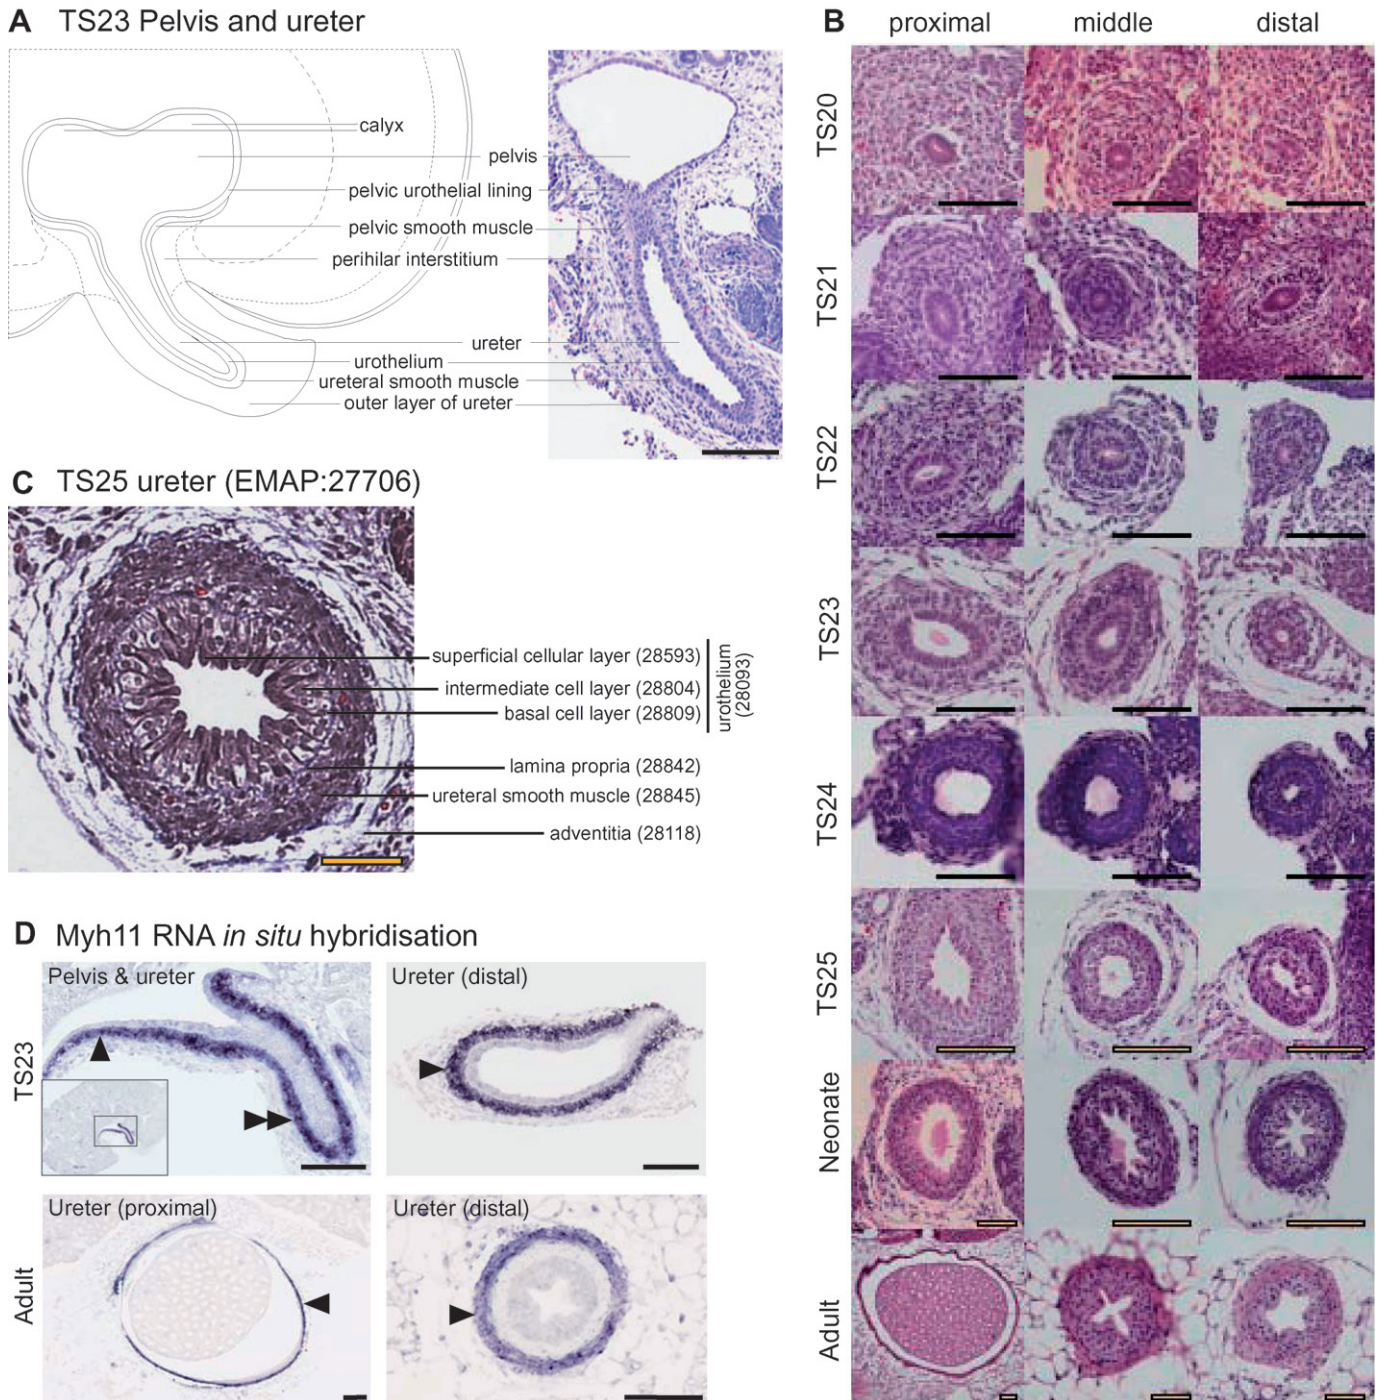 A TS23 Pelvis and ureter
calyx
pelvis
pelvic urothelial lining
pelvic smooth muscle
perihilar interstitium
ureter
urothelium
ureteral smooth muscle
outer layer of ureter
B proximal middle distal
TS20
TS21
TS22
TS23
TS24
TS25
Neonate
Adult
C TS25 ureter (EMAP:27706)
superficial cellular layer (28593)
intermediate cell layer (28804)
basal cell layer (28809)
urothelium
(28093)
lamina propria (28842)
ureteral smooth muscle (28845)
adventitia (28118)
D Myh11 RNA in situ hybridisation
TS23
Pelvis & ureter
Ureter (distal)
Adult
Ureter (proximal)
Ureter (distal)